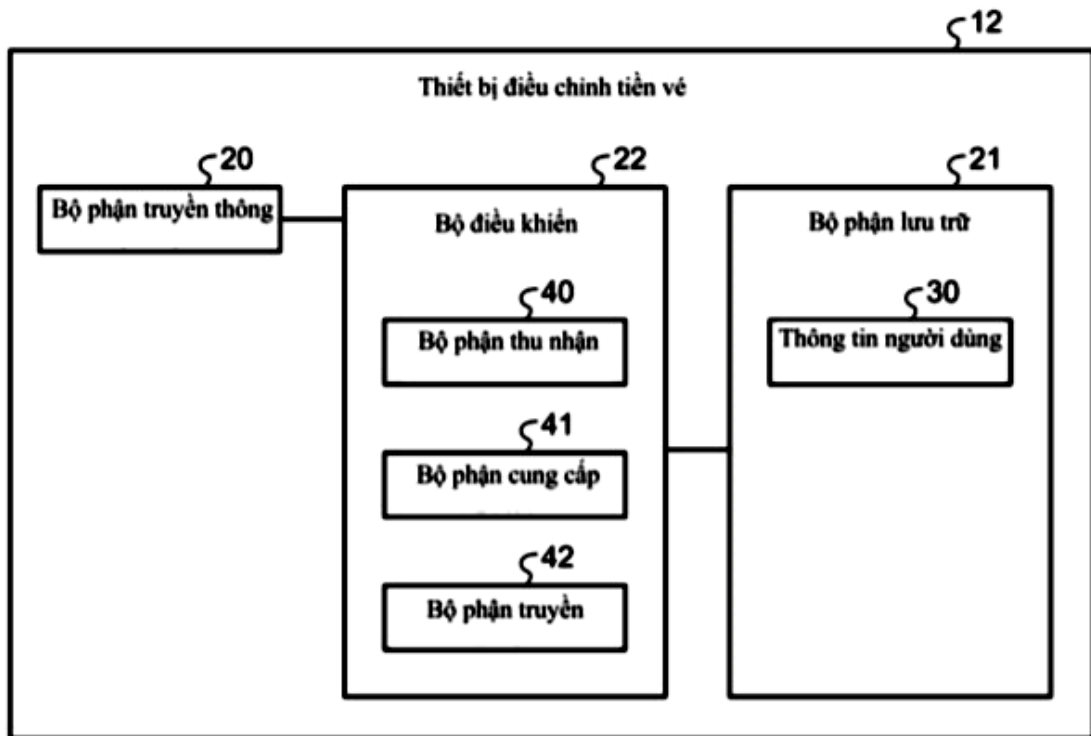 12
Thiết bị điều chỉnh tiền vé
20
22
21
Bộ phận truyền thông
Bộ điều khiển
Bộ phận lưu trữ
40
30
Bộ phận thu nhận
Thông tin người dùng
41
Bộ phận cung cấp
42
Bộ phận truyền